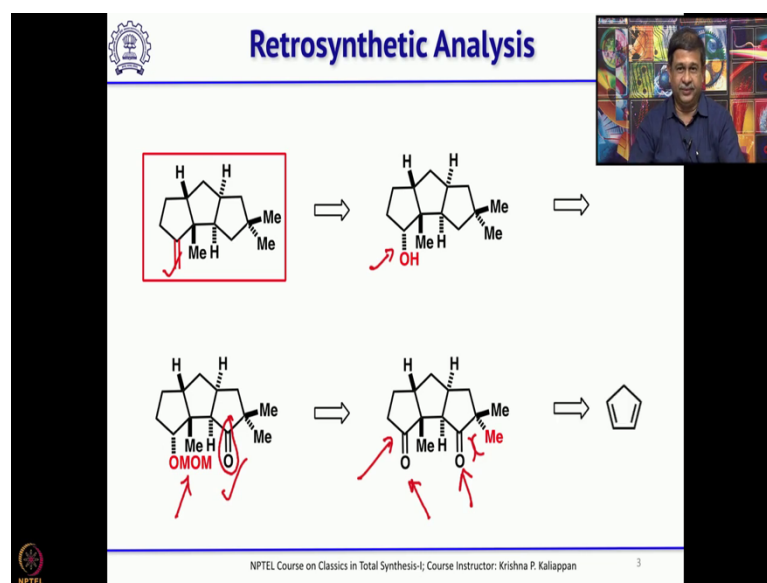 Retrosynthetic Analysis
H H
Me
Me H Me
H H
Me
Me H Me
OH
H H
Me
Me H Me
OMOM O
H H
Me
Me H Me
O O
NPTEL
NPTEL Course on Classics in Total Synthesis-I; Course Instructor: Krishna P. Kaliappan
3